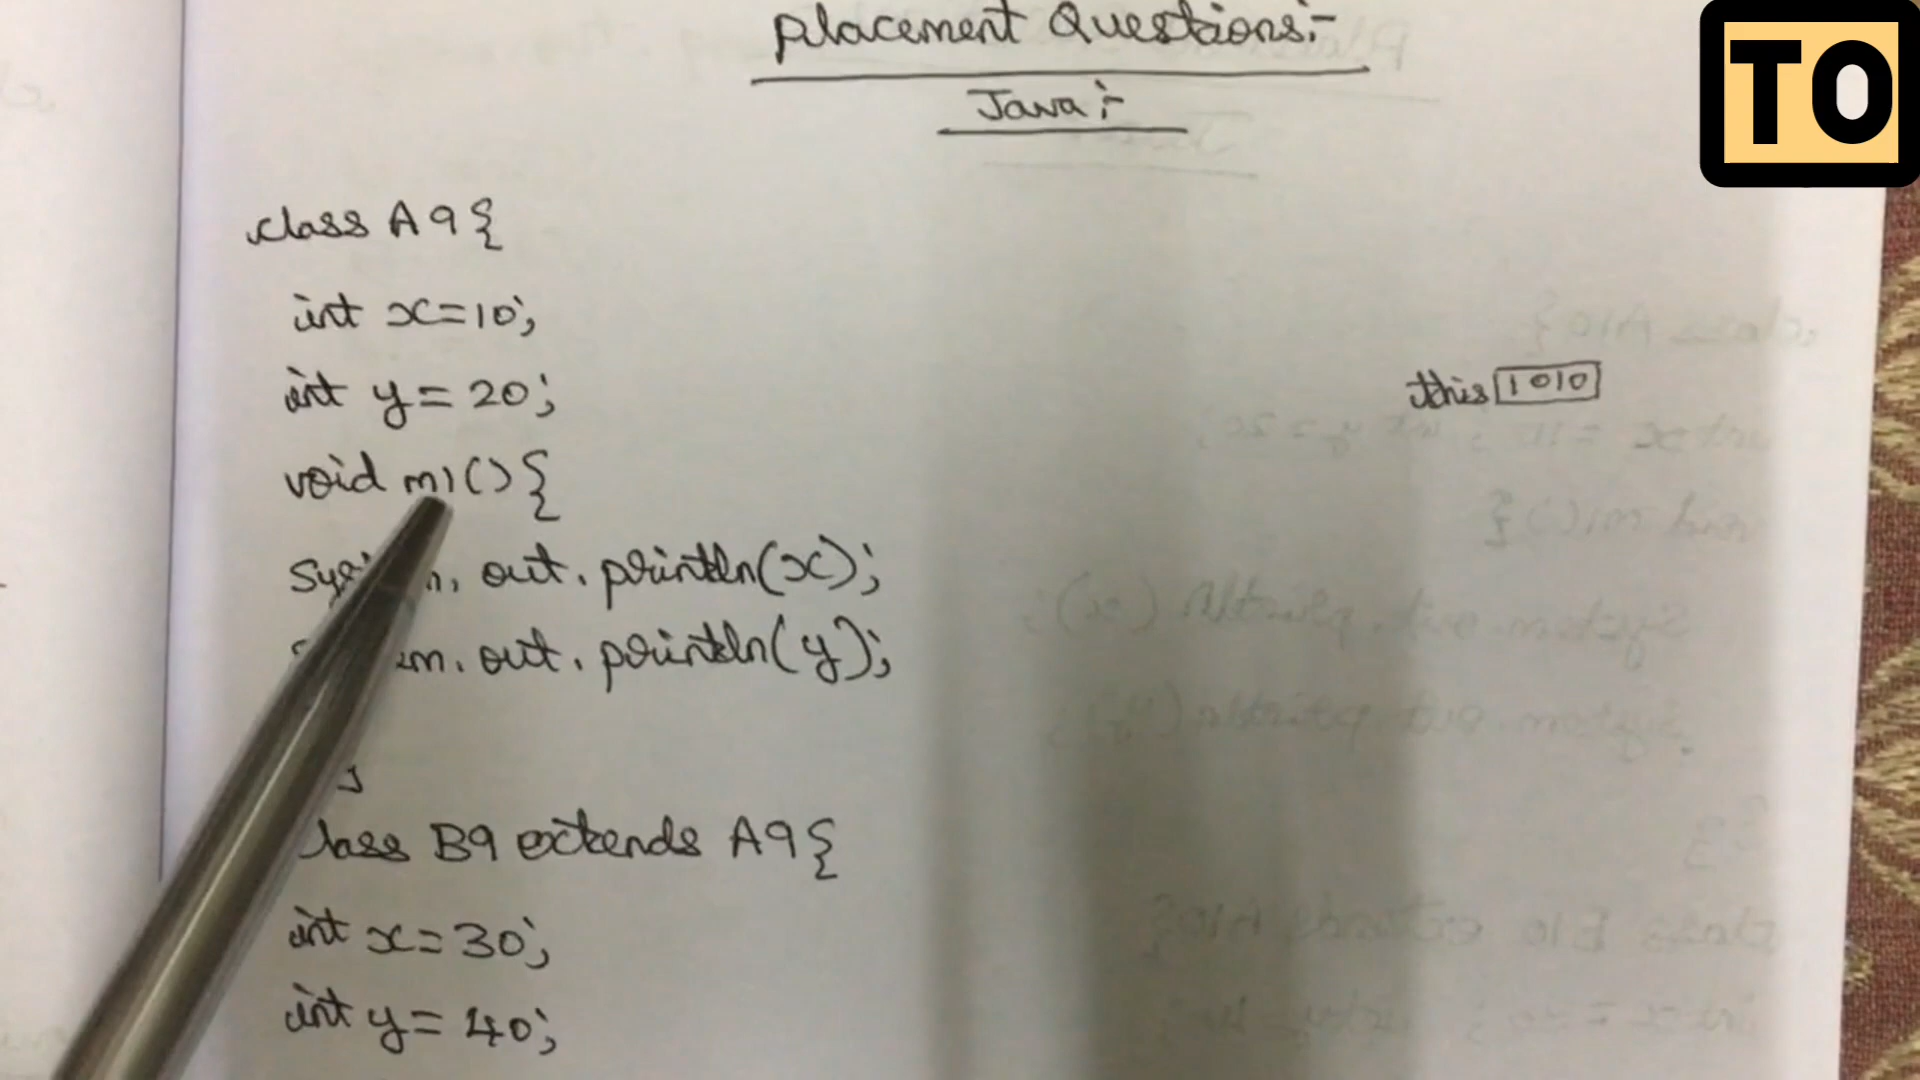 Placement Questions:-
Java:-
TO
class A9{
int x=10;
int y=20;
this 1010
void m1(){
out.println(x);
out.println(y);
class B9 extends A9{
int x=30;
int y=40;